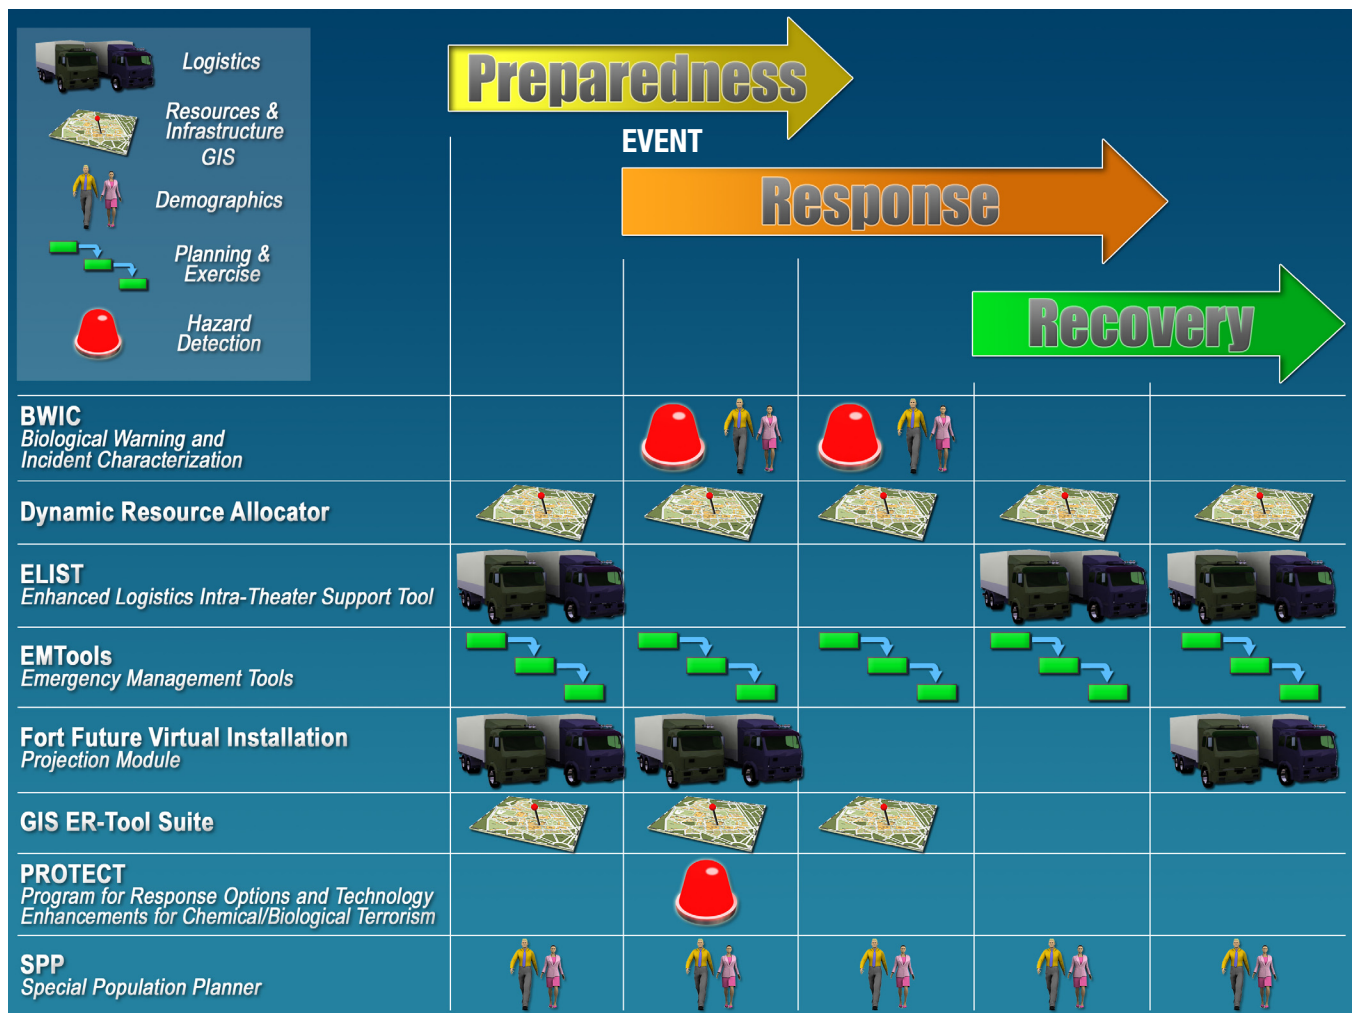 Logistics
Resources &
Infrastructure
GIS
Demographics
Planning &
Exercise
Hazard
Detection
Preparedness
EVENT
Response
Recovery
BWIC
Biological Warning and
Incident Characterization
Dynamic Resource Allocator
ELIST
Enhanced Logistics Intra-Theater Support Tool
EMTools
Emergency Management Tools
Fort Future Virtual Installation
Projection Module
GIS ER-Tool Suite
PROTECT
Program for Response Options and Technology
Enhancements for Chemical/Biological Terrorism
SPP
Special Population Planner